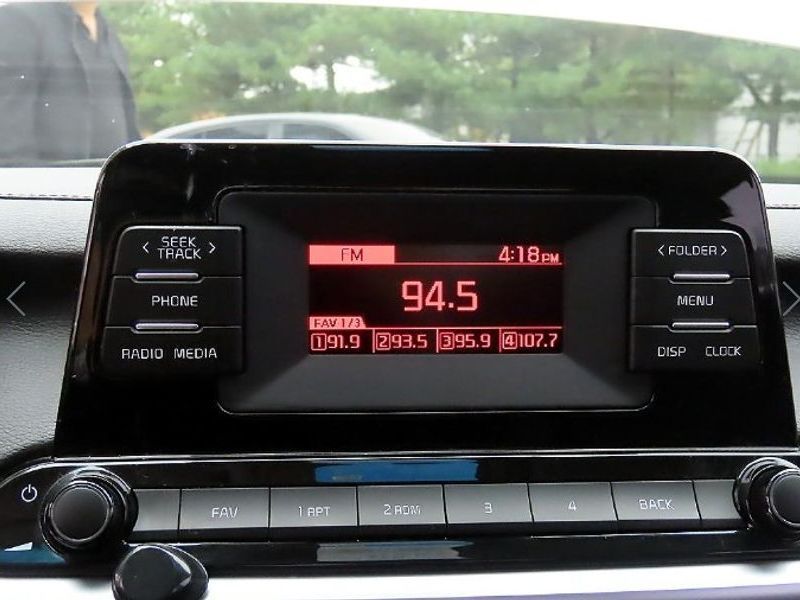 < SEEK >
TRACK
PHONE
RADIO MEDIA
FM 4:18PM
94.5
FAV 1/3
1 91.9 2 93.5 3 95.9 4 107.7
< FOLDER >
MENU
DISP CLOCK
FAV 1 RPT 2 RDM 3 4 BACK